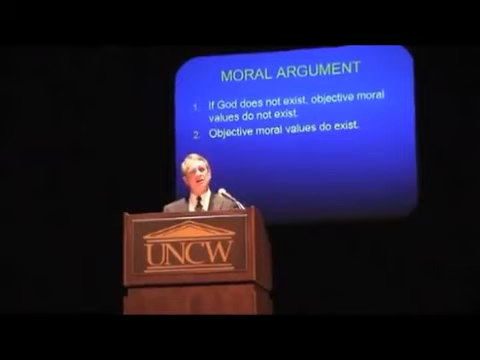 MORAL ARGUMENT
1. If God does not exist, objective moral
values do not exist.
2. Objective moral values do exist.
UNCW